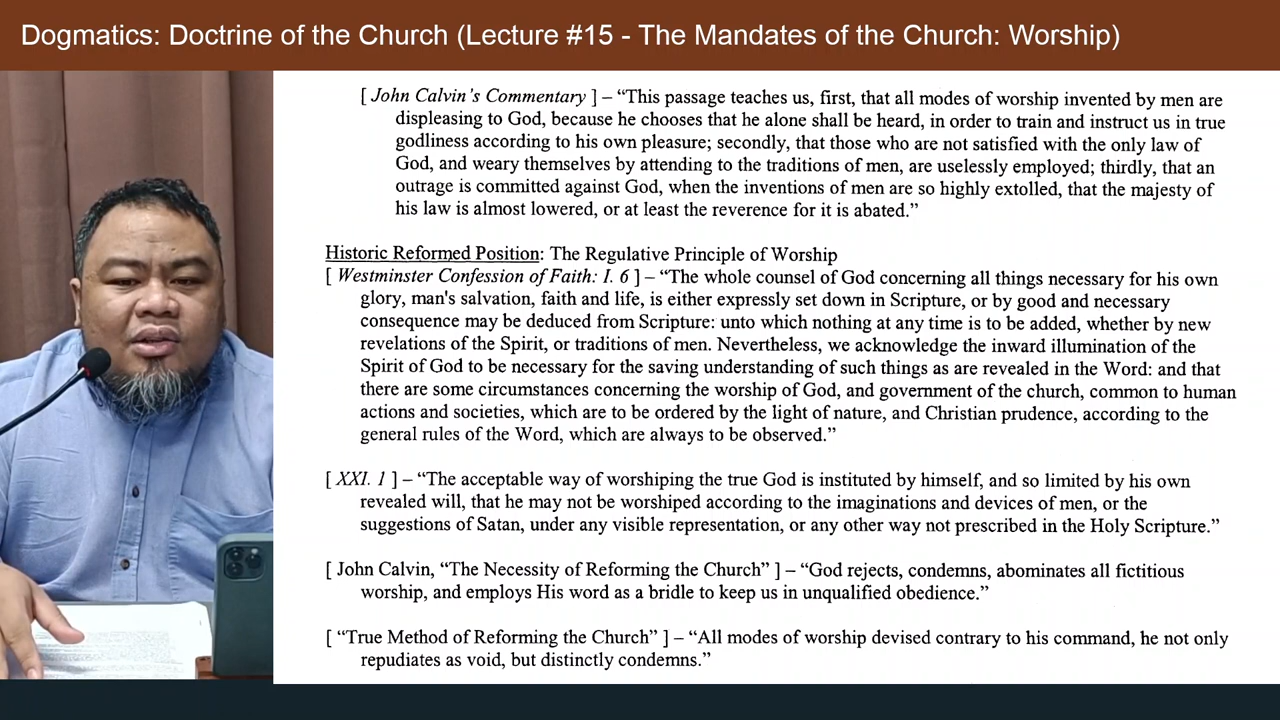 Dogmatics: Doctrine of the Church (Lecture #15 - The Mandates of the Church: Worship)
[ John Calvin's Commentary ] – “This passage teaches us, first, that all modes of worship invented by men are
displeasing to God, because he chooses that he alone shall be heard, in order to train and instruct us in true
godliness according to his own pleasure; secondly, that those who are not satisfied with the only law of
God, and weary themselves by attending to the traditions of men, are uselessly employed; thirdly, that an
outrage is committed against God, when the inventions of men are so highly extolled, that the majesty of
his law is almost lowered, or at least the reverence for it is abated.”
Historic Reformed Position: The Regulative Principle of Worship
[ Westminster Confession of Faith: I. 6 ] – “The whole counsel of God concerning all things necessary for his own
glory, man's salvation, faith and life, is either expressly set down in Scripture, or by good and necessary
consequence may be deduced from Scripture: unto which nothing at any time is to be added, whether by new
revelations of the Spirit, or traditions of men. Nevertheless, we acknowledge the inward illumination of the
Spirit of God to be necessary for the saving understanding of such things as are revealed in the Word: and that
there are some circumstances concerning the worship of God, and government of the church, common to human
actions and societies, which are to be ordered by the light of nature, and Christian prudence, according to the
general rules of the Word, which are always to be observed.”
[ XXI. 1 ] – “The acceptable way of worshiping the true God is instituted by himself, and so limited by his own
revealed will, that he may not be worshiped according to the imaginations and devices of men, or the
suggestions of Satan, under any visible representation, or any other way not prescribed in the Holy Scripture.”
[ John Calvin, “The Necessity of Reforming the Church” ] – “God rejects, condemns, abominates all fictitious
worship, and employs His word as a bridle to keep us in unqualified obedience.”
[ “True Method of Reforming the Church” ] – “All modes of worship devised contrary to his command, he not only
repudiates as void, but distinctly condemns.”